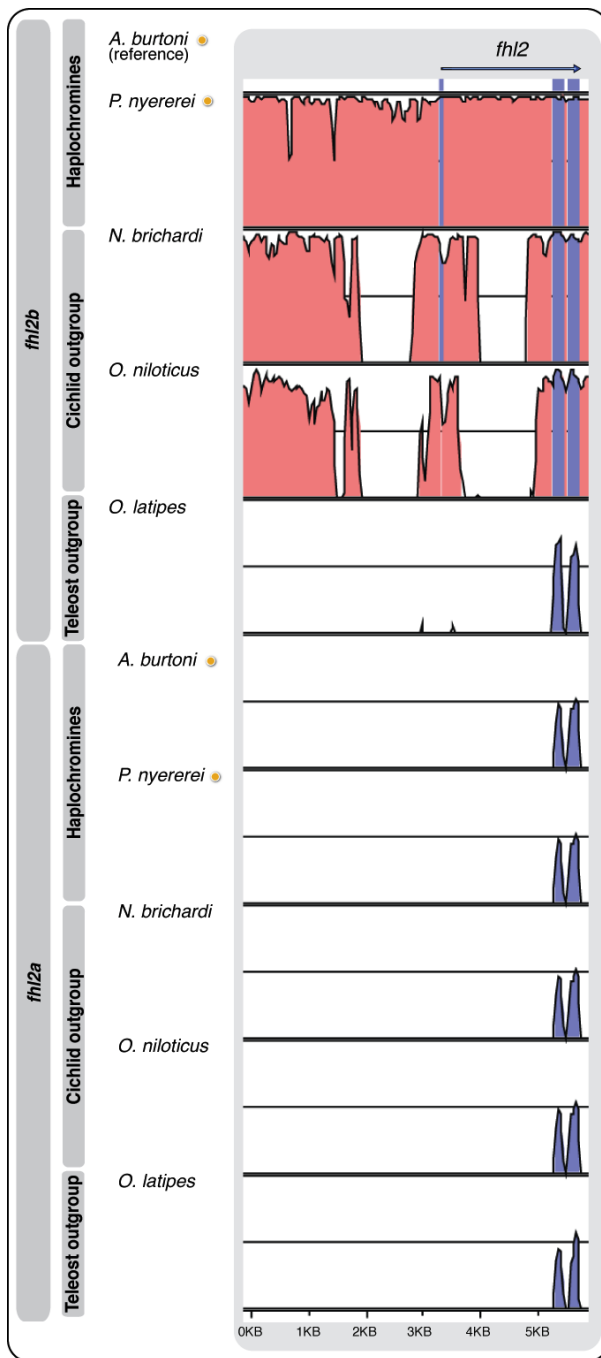 A. burtoni
(reference)
fhl2
P. nyererei
Haplochromines
N. brichardi
Cichlid outgroup
fhl2b
O. niloticus
O. latipes
Teleost outgroup
A. burtoni
P. nyererei
Haplochromines
N. brichardi
fhl2a
Cichlid outgroup
O. niloticus
O. latipes
Teleost outgroup
0KB 1KB 2KB 3KB 4KB 5KB